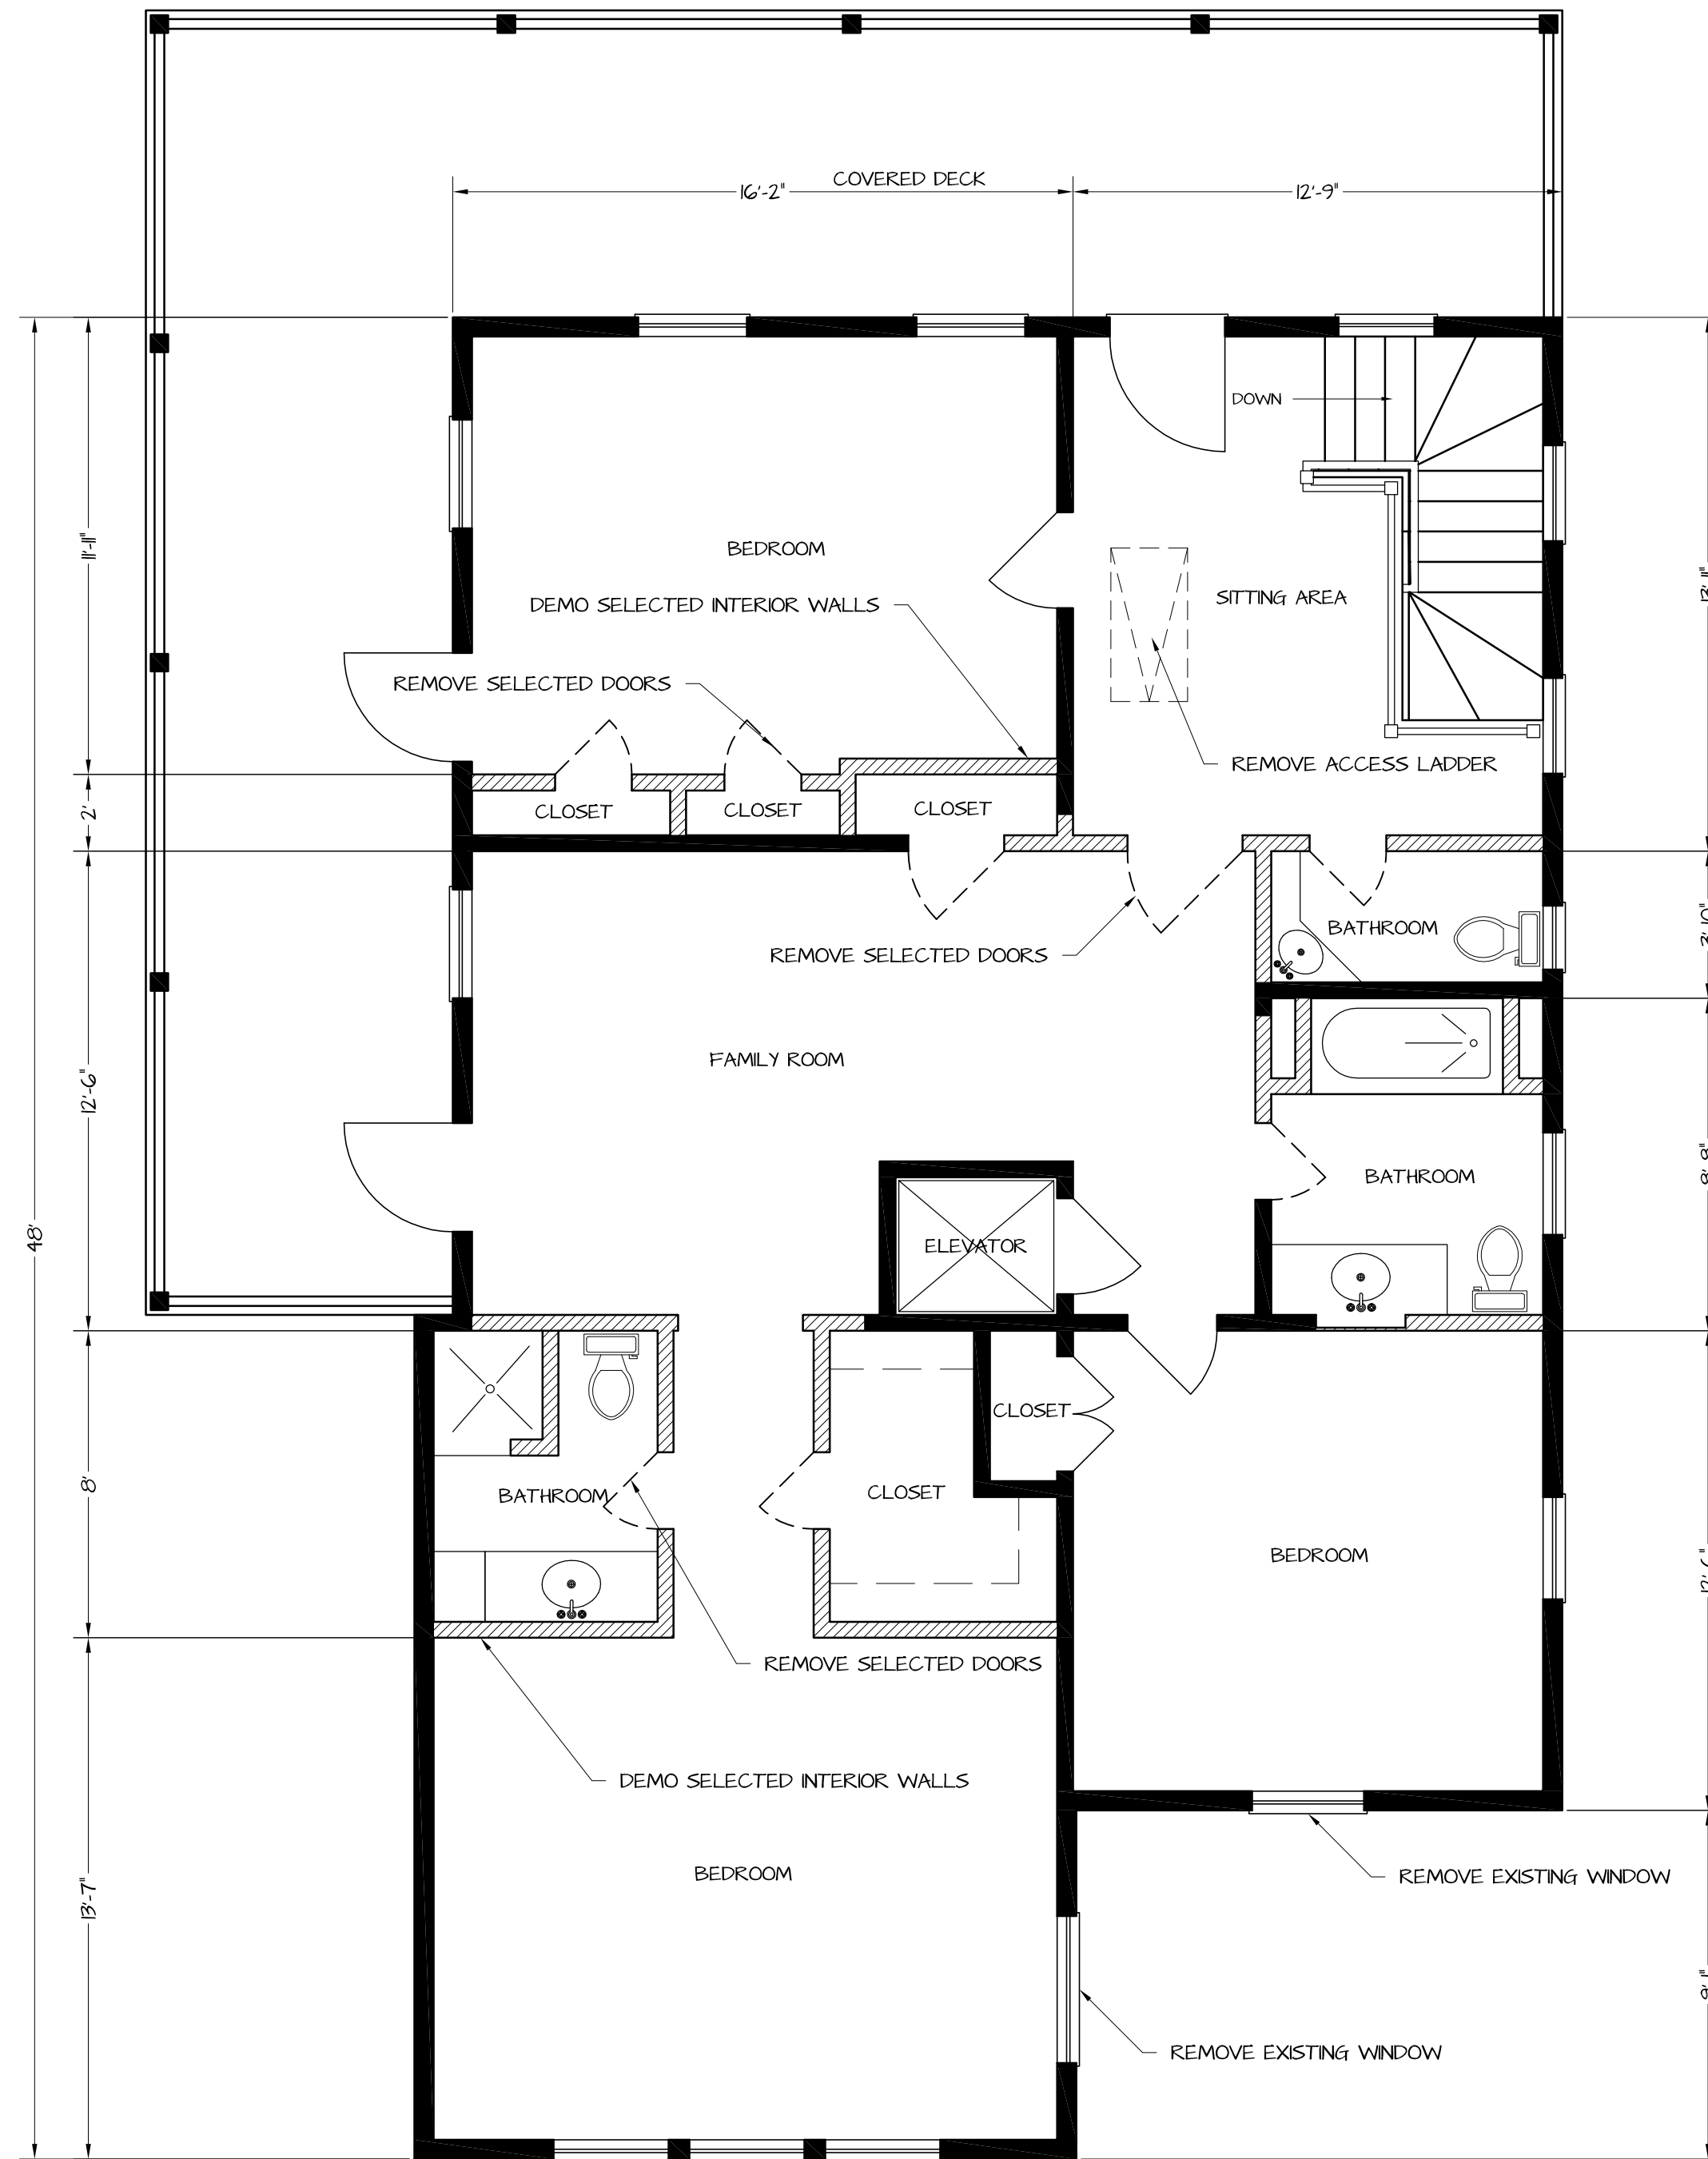 COVERED DECK
16'-2"
12'-9"
DOWN
11'-11"
BEDROOM
DEMO SELECTED INTERIOR WALLS
SITTING AREA
REMOVE SELECTED DOORS
REMOVE ACCESS LADDER
2'
CLOSET
CLOSET
CLOSET
BATHROOM
REMOVE SELECTED DOORS
FAMILY ROOM
12'-6"
BATHROOM
48'
ELEVATOR
CLOSET
8'
BATHROOM
CLOSET
BEDROOM
REMOVE SELECTED DOORS
DEMO SELECTED INTERIOR WALLS
BEDROOM
13'-7"
REMOVE EXISTING WINDOW
REMOVE EXISTING WINDOW